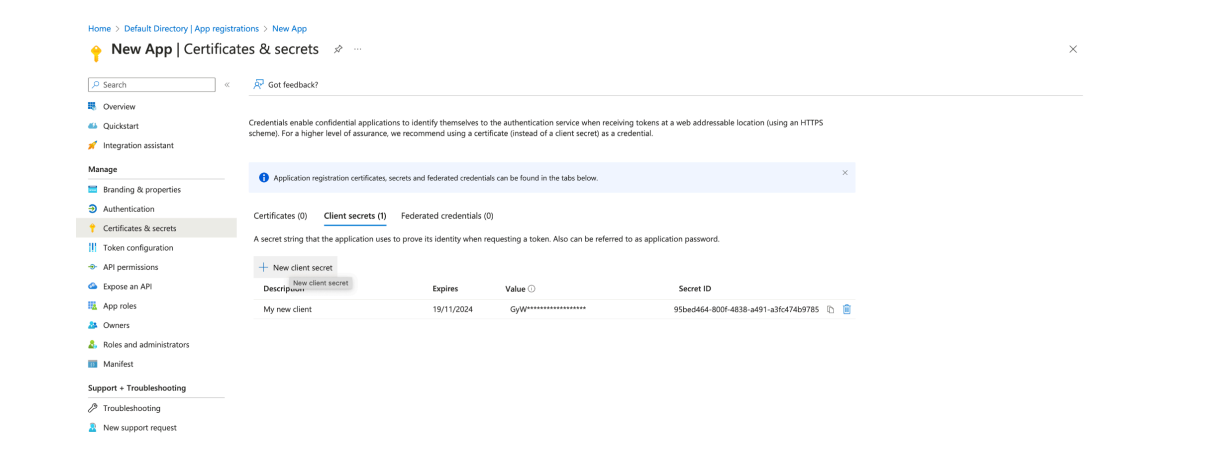 Home > Default Directory | App registrations > New App
New App | Certificates & secrets
Search
Got feedback?
Overview
Quickstart
Integration assistant
Credentials enable confidential applications to identify themselves to the authentication service when receiving tokens at a web addressable location (using an HTTPS
scheme). For a higher level of assurance, we recommend using a certificate (instead of a client secret) as a credential.
Manage
Branding & properties
Authentication
Certificates & secrets
Token configuration
API permissions
Expose an API
App roles
Owners
Roles and administrators
Manifest
Support + Troubleshooting
Troubleshooting
New support request
Application registration certificates, secrets and federated credentials can be found in the tabs below.
Certificates (0) Client secrets (1) Federated credentials (0)
A secret string that the application uses to prove its identity when requesting a token. Also can be referred to as application password.
New client secret
New client secret
Description Expires Value Secret ID
My new client 19/11/2024 GyW****************** 95bed464-800f-4838-a491-a3fc474b9785